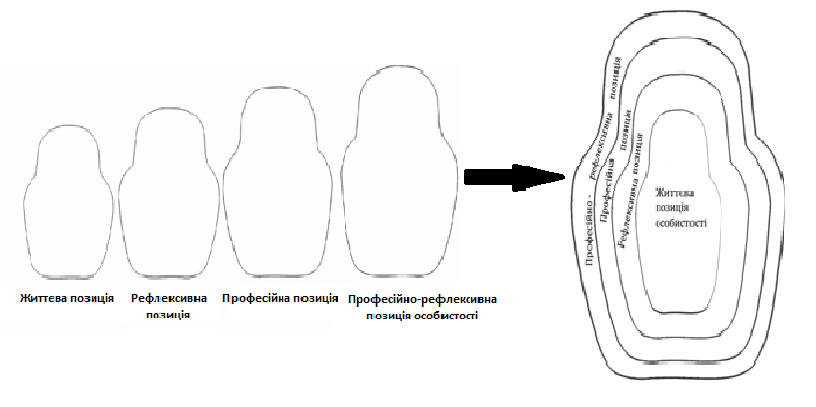 Життєва позиція
Рефлексивна
позиція
Професійна позиція
Професійно-рефлексивна
позиція особистості
Професійно - рефлексивна позиція
Професійна позиція
Рефлексивна позиція
Життєва
позиція
особистості